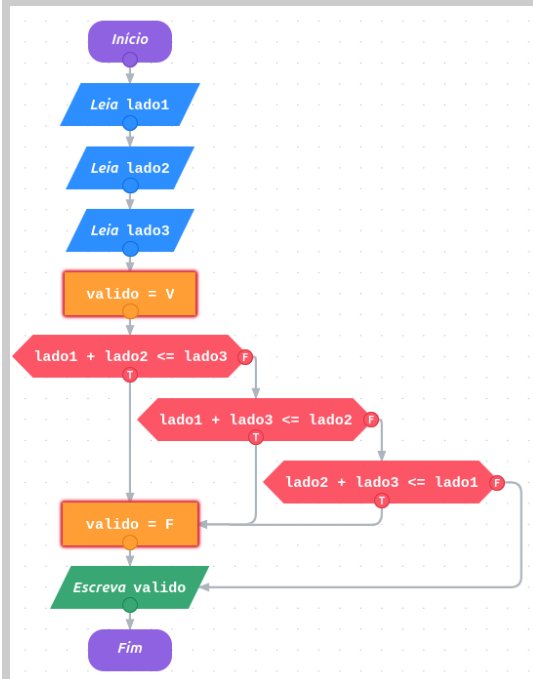 Início
Leia lado1
Leia lado2
Leia lado3
valido = V
lado1 + lado2 <= lado3 F
T
lado1 + lado3 <= lado2 F
T
lado2 + lado3 <= lado1 F
T
valido = F
Escreva valido
Fim